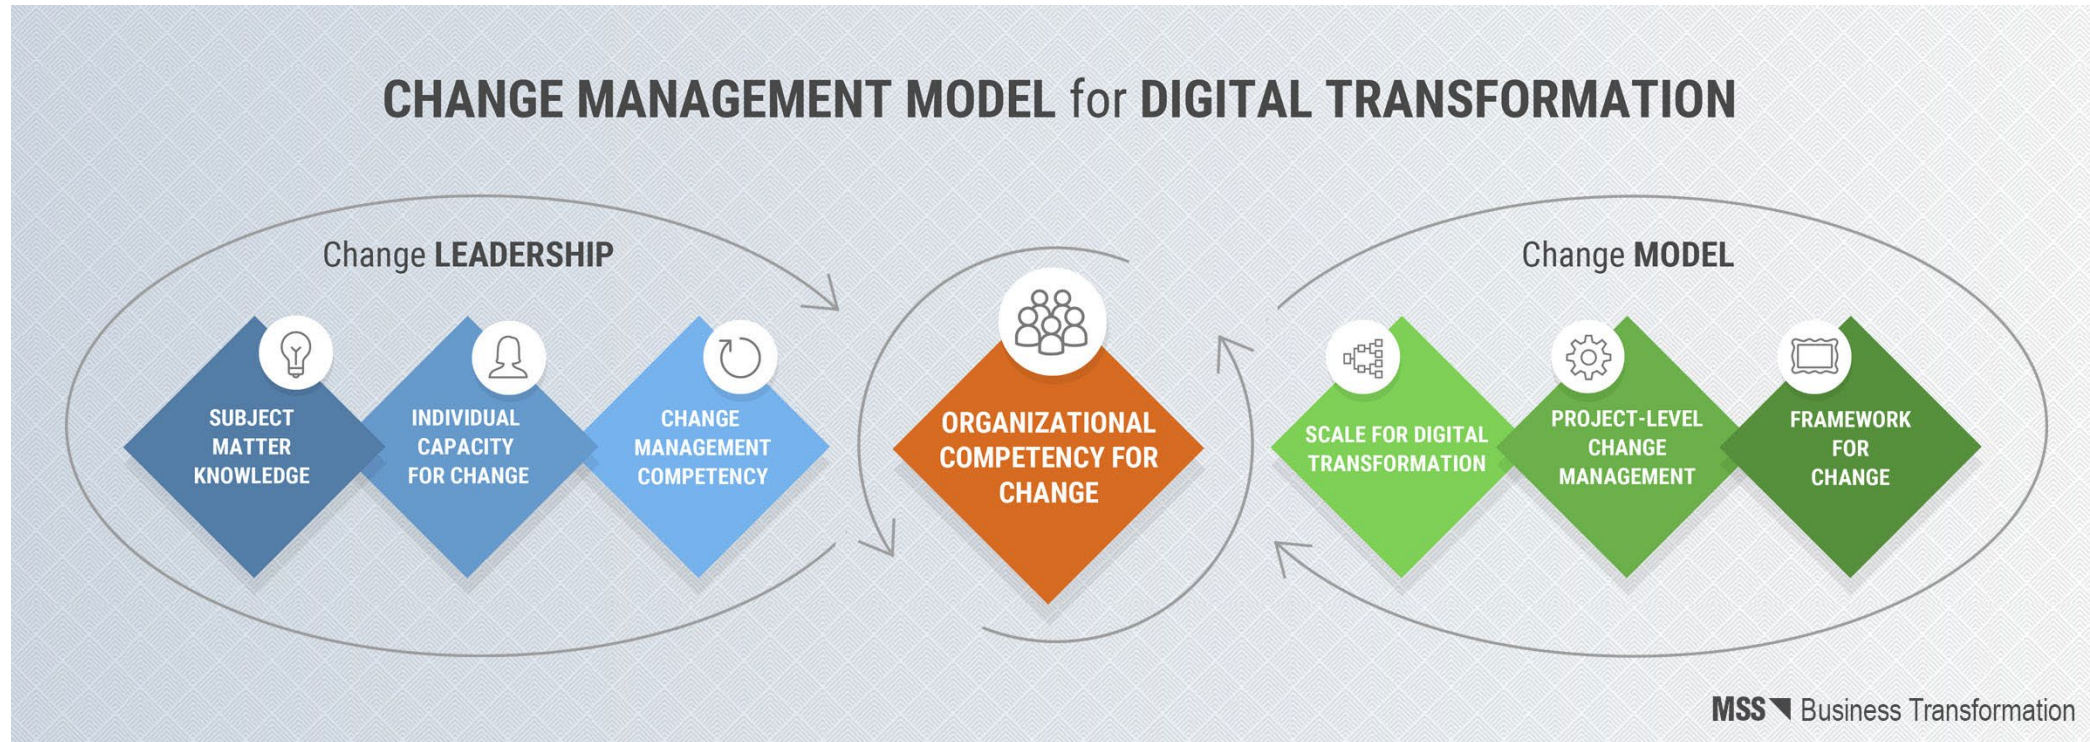 CHANGE MANAGEMENT MODEL for DIGITAL TRANSFORMATION
Change LEADERSHIP
SUBJECT
MATTER
KNOWLEDGE
INDIVIDUAL
CAPACITY
FOR CHANGE
CHANGE
MANAGEMENT
COMPETENCY
ORGANIZATIONAL
COMPETENCY FOR
CHANGE
Change MODEL
SCALE FOR DIGITAL
TRANSFORMATION
PROJECT-LEVEL
CHANGE
MANAGEMENT
FRAMEWORK
FOR
CHANGE
MSS Business Transformation